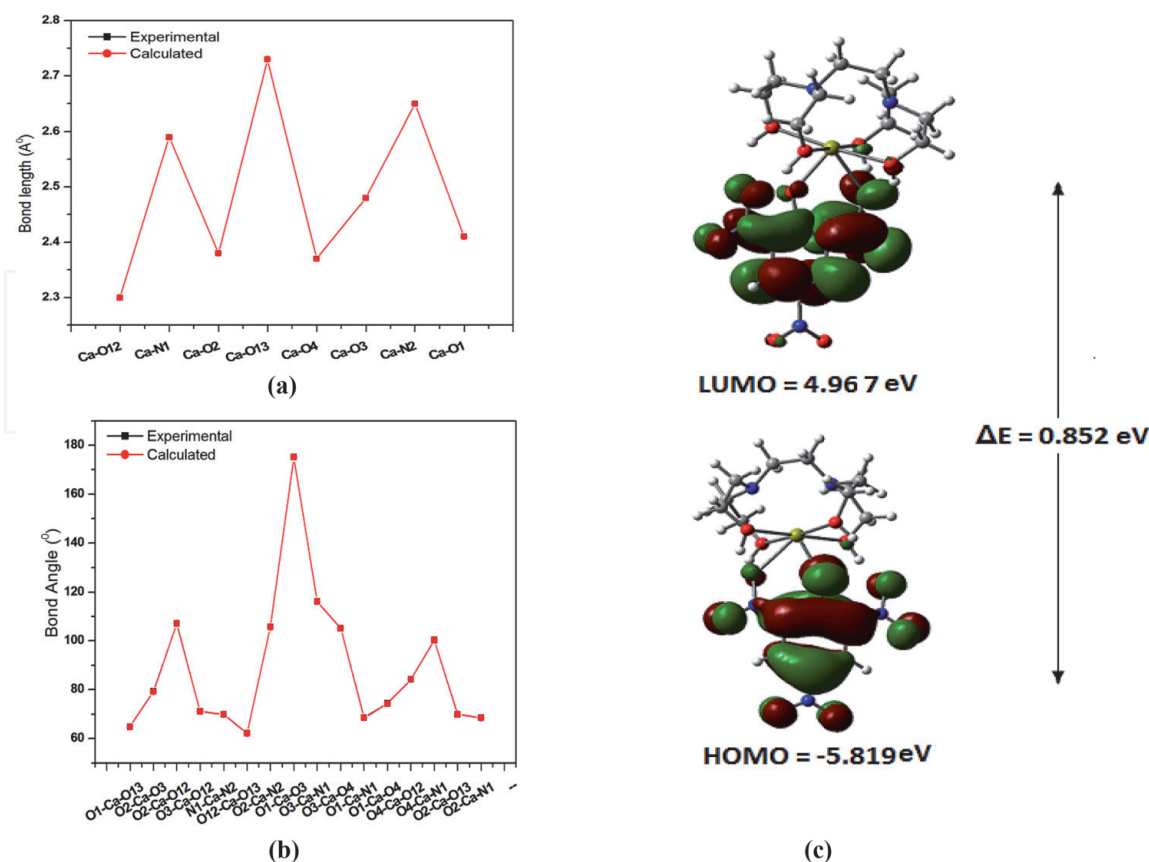 2.8
2.7
2.6
2.5
2.4
2.3
Bond length (A⁰)
Experimental
Calculated
Ca-O12
Ca-N1
Ca-O2
Ca-O13
Ca-O4
Ca-O3
Ca-N2
Ca-O1
(a)
180
160
140
120
100
80
60
Bond Angle (⁰)
Experimental
Calculated
O1-Ca-O13
O2-Ca-O3
O2-Ca-O12
O3-Ca-O12
N1-Ca-N2
O12-Ca-O13
O2-Ca-N2
O1-Ca-O3
O3-Ca-N1
O3-Ca-O4
O1-Ca-N1
O1-Ca-O4
O4-Ca-O12
O4-Ca-N1
O2-Ca-O13
O2-Ca-N1
--
(b)
LUMO = 4.967 eV
ΔE = 0.852 eV
HOMO = -5.819 eV
(c)